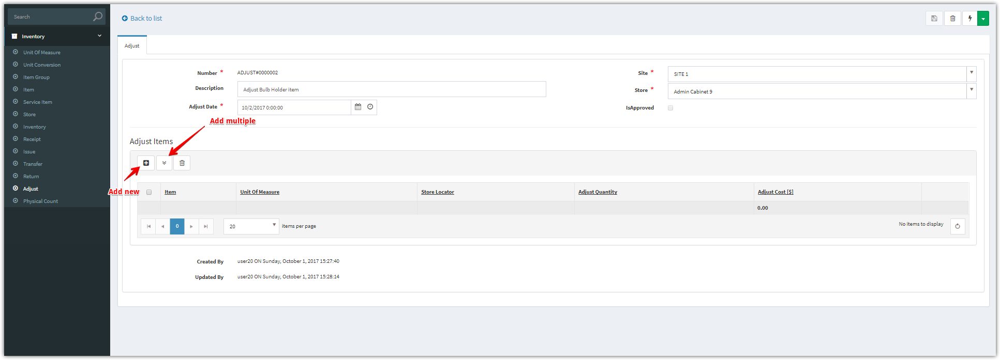 Search
Inventory
Unit Of Measure
Unit Conversion
Item Group
Item
Service Item
Store
Inventory
Receipt
Issue
Transfer
Return
Adjust
Physical Count
Back to list
Adjust
Number *
ADJUST#0000002
Description
Adjust Bulb Holder item
Adjust Date *
10/2/2017 0:00:00
Site *
SITE 1
Store *
Admin Cabinet 9
IsApproved
Add multiple
Adjust Items
Add new
Item Unit Of Measure Store Locator Adjust Quantity Adjust Cost [$]
0.00
0 20 items per page No items to display
Created By user20 ON Sunday, October 1, 2017 15:27:40
Updated By user20 ON Sunday, October 1, 2017 15:28:14